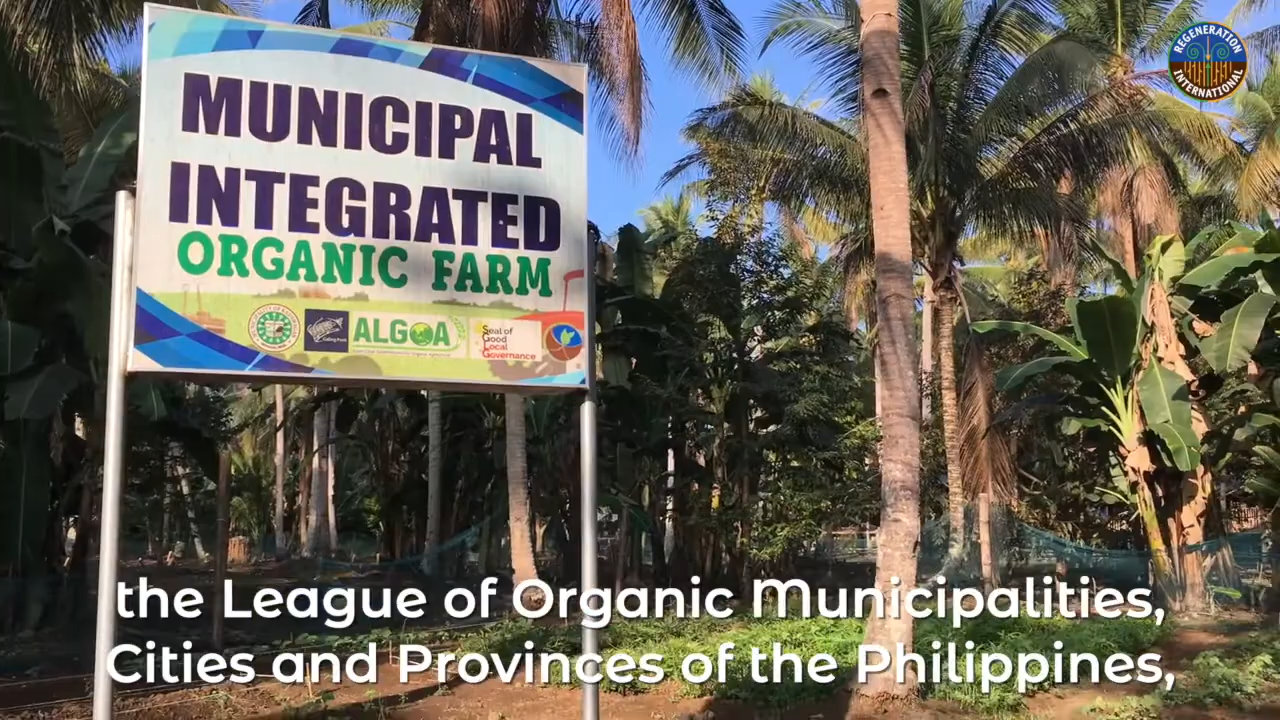 MUNICIPAL
INTEGRATED
ORGANIC FARM
ALGOA
Seal of
Good
Local
Governance
REGENERATION
INTERNATIONAL
the League of Organic Municipalities,
Cities and Provinces of the Philippines,